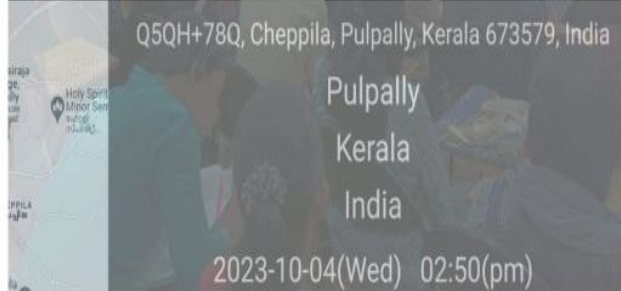 Q5QH+78Q, Cheppila, Pulpally, Kerala 673579, India
Pulpally
Kerala
India
2023-10-04(Wed) 02:50(pm)
Holy Spirit
Minor Sem